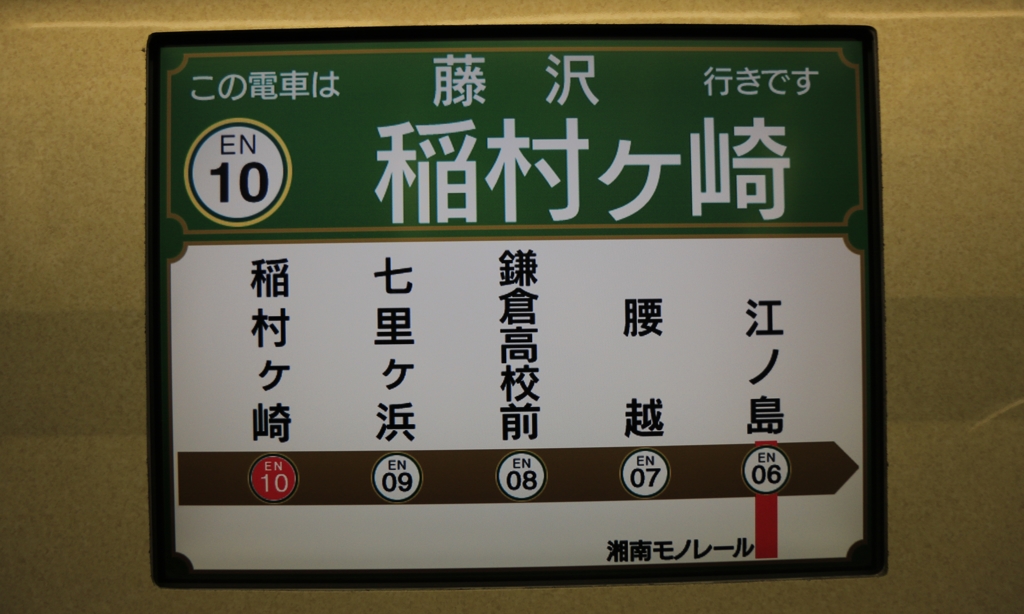 この電車は 藤沢 行きです
EN
10
稲村ヶ崎
稲村ヶ崎
七里ヶ浜
鎌倉高校前
腰越
江ノ島
EN
10
EN
09
EN
08
EN
07
EN
06
湘南モノレール